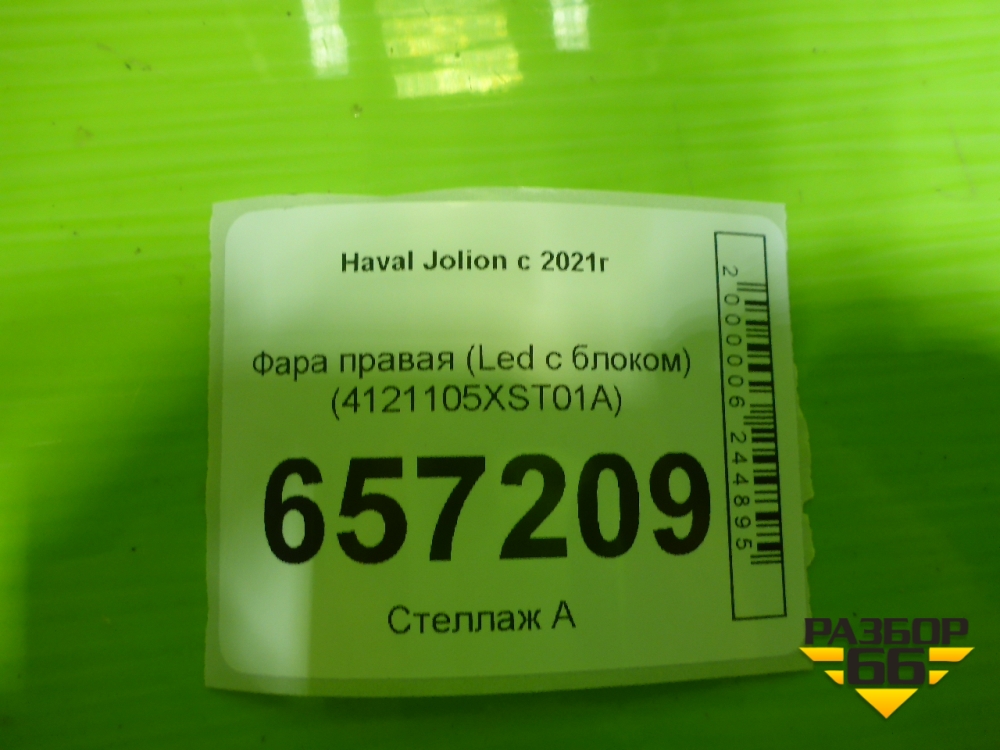 Haval Jolion с 2021г
Фара правая (Led с блоком)
(4121105XST01A)
657209
Стеллаж А
2000006244895
РАЗБОР
66